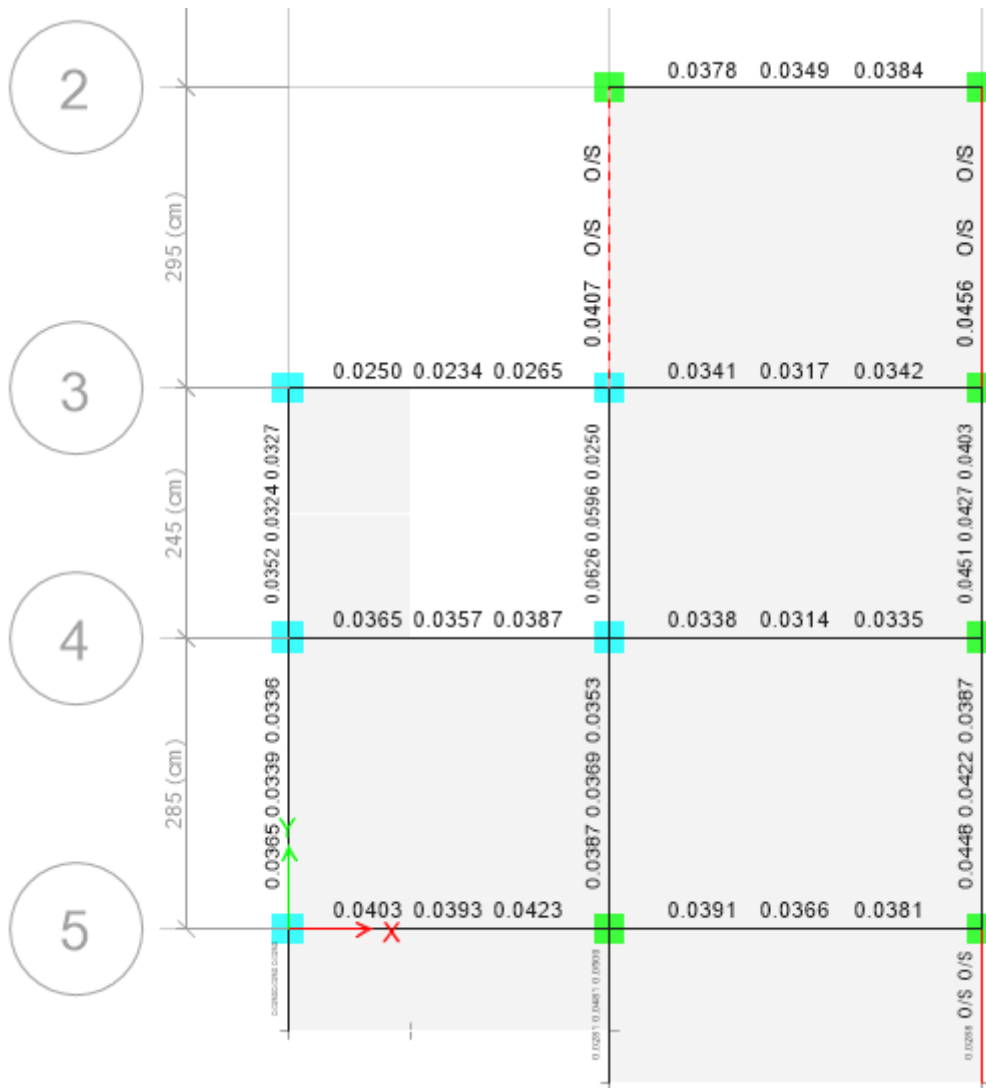 2
0.0378 0.0349 0.0384
295 (cm)
0.0407 O/S O/S
0.0456 O/S O/S
3
0.0250 0.0234 0.0265
0.0341 0.0317 0.0342
245 (cm)
0.0352 0.0324 0.0327
0.0626 0.0596 0.0250
0.0451 0.0427 0.0403
4
0.0365 0.0357 0.0387
0.0338 0.0314 0.0335
285 (cm)
0.0365 0.0339 0.0336
0.0387 0.0369 0.0353
0.0448 0.0422 0.0387
Y
5
0.0403 0.0393 0.0423
0.0391 0.0366 0.0381
X
O/S O/S